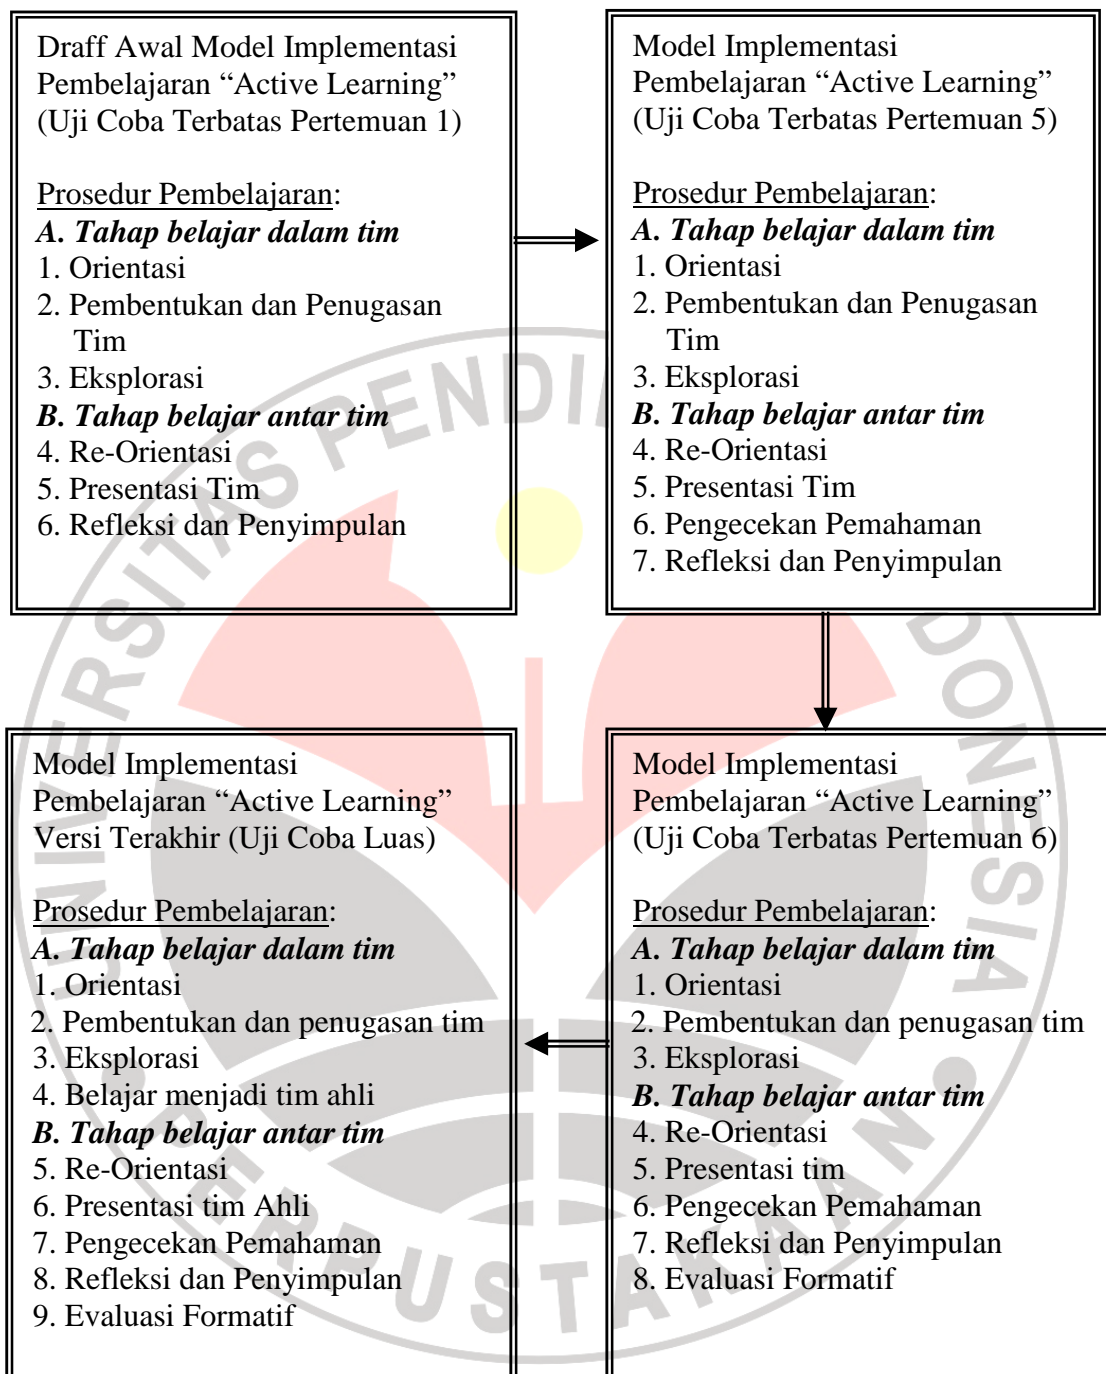 Draff Awal Model Implementasi
Pembelajaran “Active Learning”
(Uji Coba Terbatas Pertemuan 1)
Prosedur Pembelajaran:
A. Tahap belajar dalam tim
1. Orientasi
2. Pembentukan dan Penugasan
Tim
3. Eksplorasi
B. Tahap belajar antar tim
4. Re-Orientasi
5. Presentasi Tim
6. Refleksi dan Penyimpulan
Model Implementasi
Pembelajaran “Active Learning”
(Uji Coba Terbatas Pertemuan 5)
Prosedur Pembelajaran:
A. Tahap belajar dalam tim
1. Orientasi
2. Pembentukan dan Penugasan
Tim
3. Eksplorasi
B. Tahap belajar antar tim
4. Re-Orientasi
5. Presentasi Tim
6. Pengecekan Pemahaman
7. Refleksi dan Penyimpulan
Model Implementasi
Pembelajaran “Active Learning”
(Uji Coba Terbatas Pertemuan 6)
Prosedur Pembelajaran:
A. Tahap belajar dalam tim
1. Orientasi
2. Pembentukan dan penugasan tim
3. Eksplorasi
B. Tahap belajar antar tim
4. Re-Orientasi
5. Presentasi tim
6. Pengecekan Pemahaman
7. Refleksi dan Penyimpulan
8. Evaluasi Formatif
Model Implementasi
Pembelajaran “Active Learning”
Versi Terakhir (Uji Coba Luas)
Prosedur Pembelajaran:
A. Tahap belajar dalam tim
1. Orientasi
2. Pembentukan dan penugasan tim
3. Eksplorasi
4. Belajar menjadi tim ahli
B. Tahap belajar antar tim
5. Re-Orientasi
6. Presentasi tim Ahli
7. Pengecekan Pemahaman
8. Refleksi dan Penyimpulan
9. Evaluasi Formatif
UNIVERSITAS
PERPUSTAKAAN